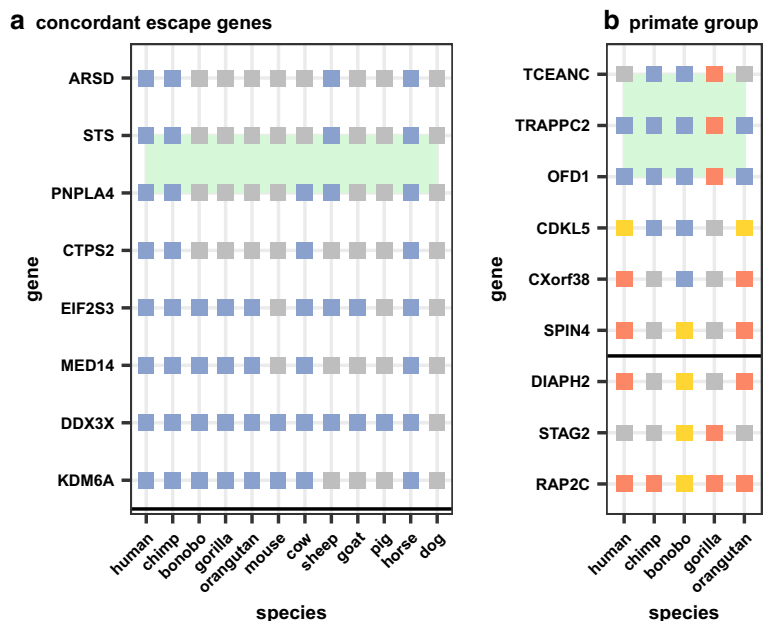 a concordant escape genes
ARSD
STS
PNPLA4
CTPS2
EIF2S3
MED14
DDX3X
KDM6A
gene
human
chimp
bonobo
gorilla
orangutan
mouse
cow
sheep
goat
pig
horse
dog
species
b primate group
TCEANC
TRAPPC2
OFD1
CDKL5
CXorf38
SPIN4
DIAPH2
STAG2
RAP2C
gene
human
chimp
bonobo
gorilla
orangutan
species